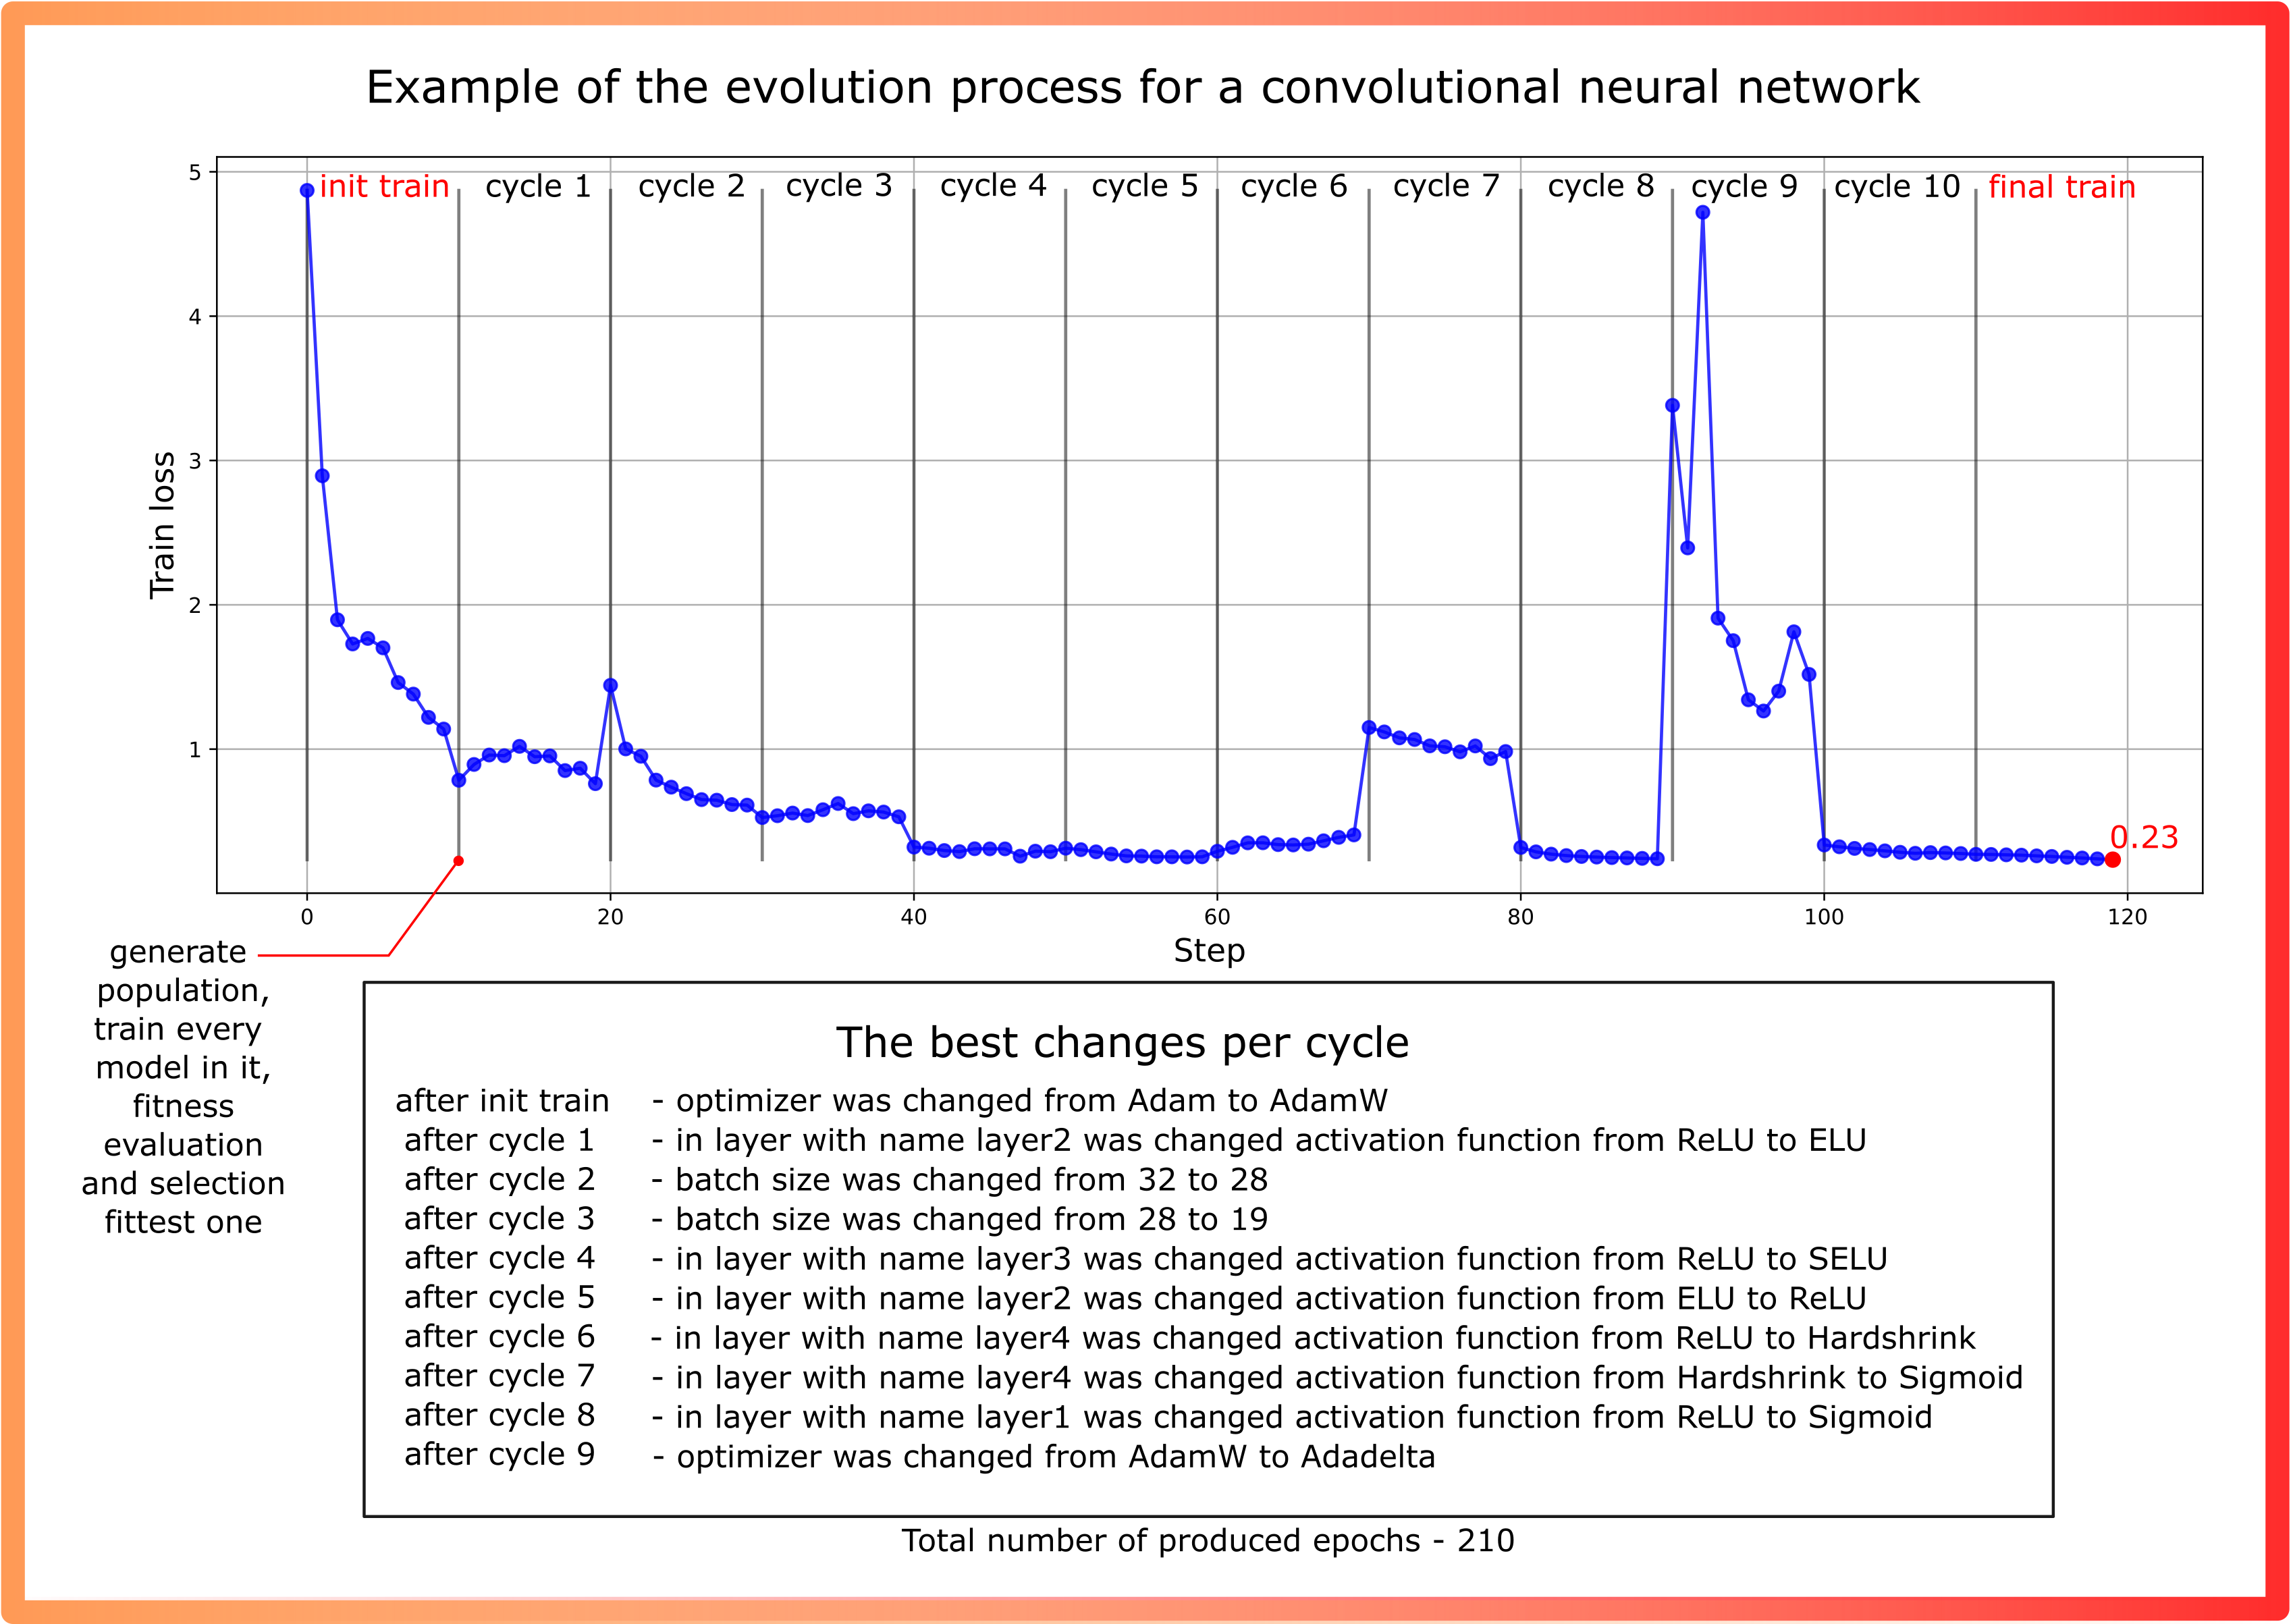 Example of the evolution process for a convolutional neural network
init train cycle 1 cycle 2 cycle 3 cycle 4 cycle 5 cycle 6 cycle 7 cycle 8 cycle 9 cycle 10 final train
5
4
3
2
1
Train loss
0.23
0 20 40 60 80 100 120
Step
generate
population,
train every
model in it,
fitness
evaluation
and selection
fittest one
The best changes per cycle
after init train - optimizer was changed from Adam to AdamW
after cycle 1 - in layer with name layer2 was changed activation function from ReLU to ELU
after cycle 2 - batch size was changed from 32 to 28
after cycle 3 - batch size was changed from 28 to 19
after cycle 4 - in layer with name layer3 was changed activation function from ReLU to SELU
after cycle 5 - in layer with name layer2 was changed activation function from ELU to ReLU
after cycle 6 - in layer with name layer4 was changed activation function from ReLU to Hardshrink
after cycle 7 - in layer with name layer4 was changed activation function from Hardshrink to Sigmoid
after cycle 8 - in layer with name layer1 was changed activation function from ReLU to Sigmoid
after cycle 9 - optimizer was changed from AdamW to Adadelta
Total number of produced epochs - 210